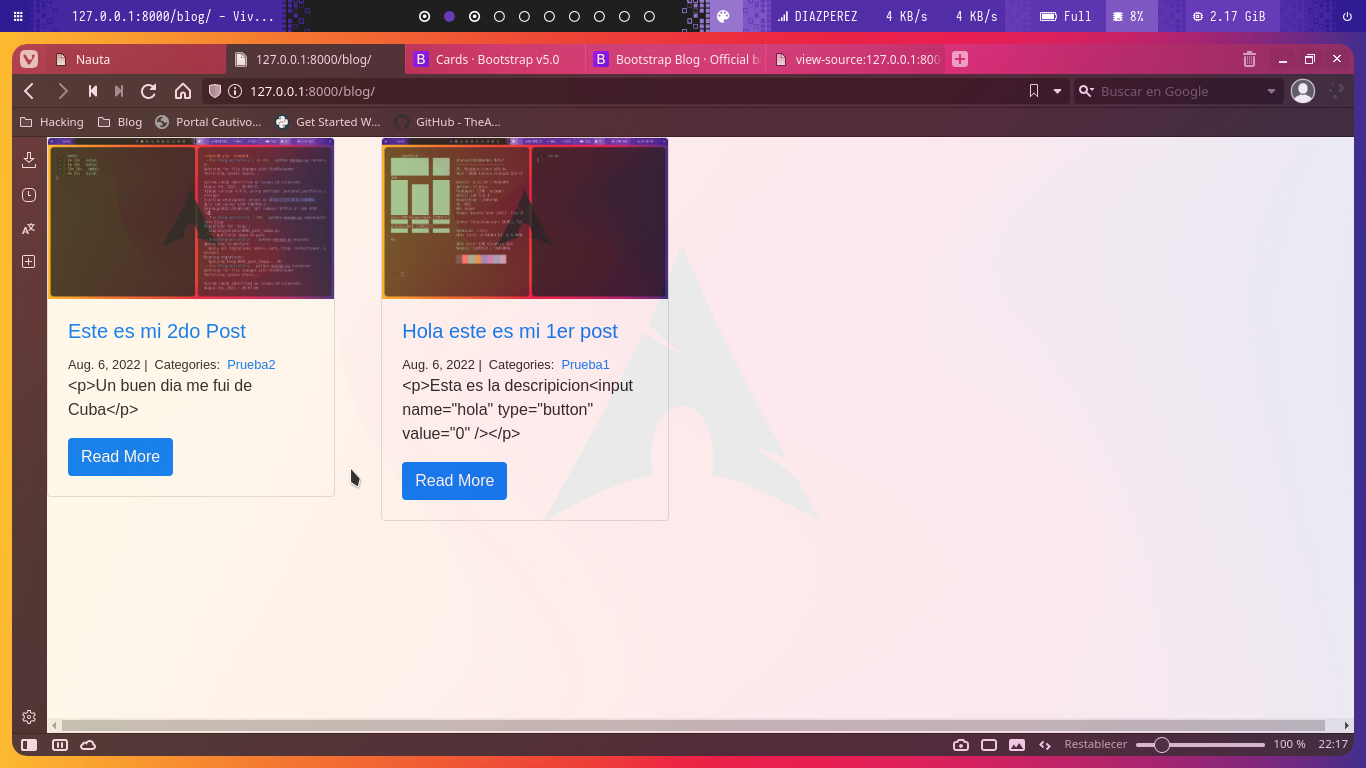 127.0.0.1:8000/blog/ – Viv...
DIAZPEREZ
4 KB/s
4 KB/s
Full
8%
2.17 GiB
Nauta
127.0.0.1:8000/blog/
Cards · Bootstrap v5.0
Bootstrap Blog · Official b
view-source:127.0.0.1:800
127.0.0.1:8000/blog/
Buscar en Google
Hacking
Blog
Portal Cautivo...
Get Started W...
GitHub - TheA...
Este es mi 2do Post
Aug. 6, 2022 | Categories: Prueba2
<p>Un buen dia me fui de
Cuba</p>
Read More
Hola este es mi 1er post
Aug. 6, 2022 | Categories: Prueba1
<p>Esta es la descripicion<input
name="hola" type="button"
value="0" /></p>
Read More
Restablecer
100 %
22:17